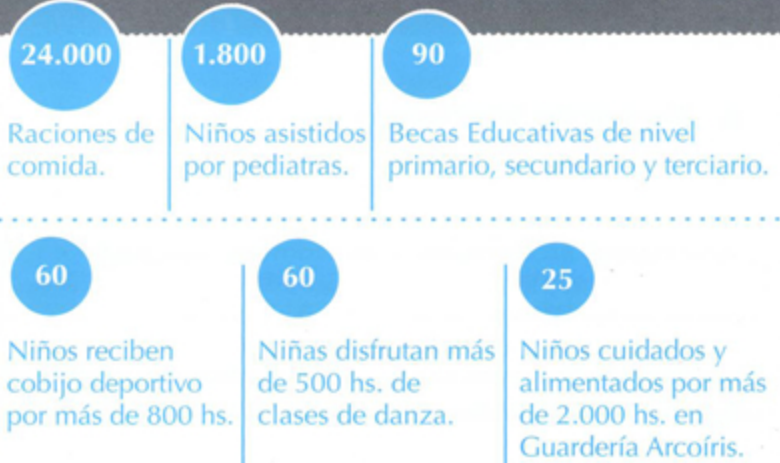 24.000
Raciones de
comida.
1.800
Niños asistidos
por pediatras.
90
Becas Educativas de nivel
primario, secundario y terciario.
60
Niños reciben
cobijo deportivo
por más de 800 hs.
60
Niñas disfrutan más
de 500 hs. de
clases de danza.
25
Niños cuidados y
alimentados por más
de 2.000 hs. en
Guardería Arcoíris.